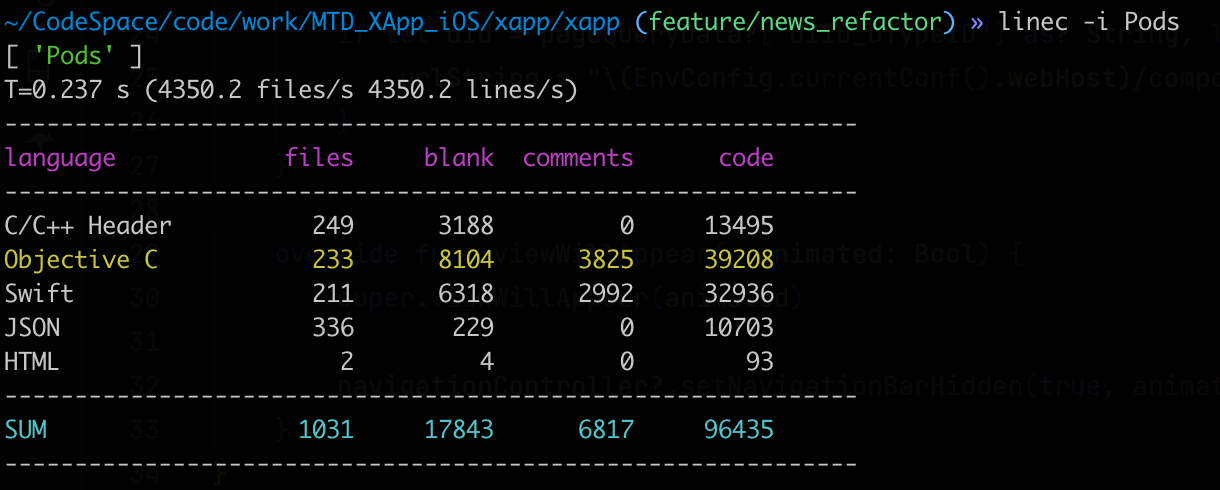 ~/CodeSpace/code/work/MTD_XApp_iOS/xapp/xapp (feature/news_refactor) » linec -i Pods
[ 'Pods' ]
T=0.237 s (4350.2 files/s 4350.2 lines/s)
-------------------------------------------------------------
language            files     blank  comments      code
-------------------------------------------------------------
C/C++ Header          249      3188         0     13495
Objective C           233      8104      3825     39208
Swift                 211      6318      2992     32936
JSON                  336       229         0     10703
HTML                    2         4         0        93
-------------------------------------------------------------
SUM                  1031     17843      6817     96435
-------------------------------------------------------------